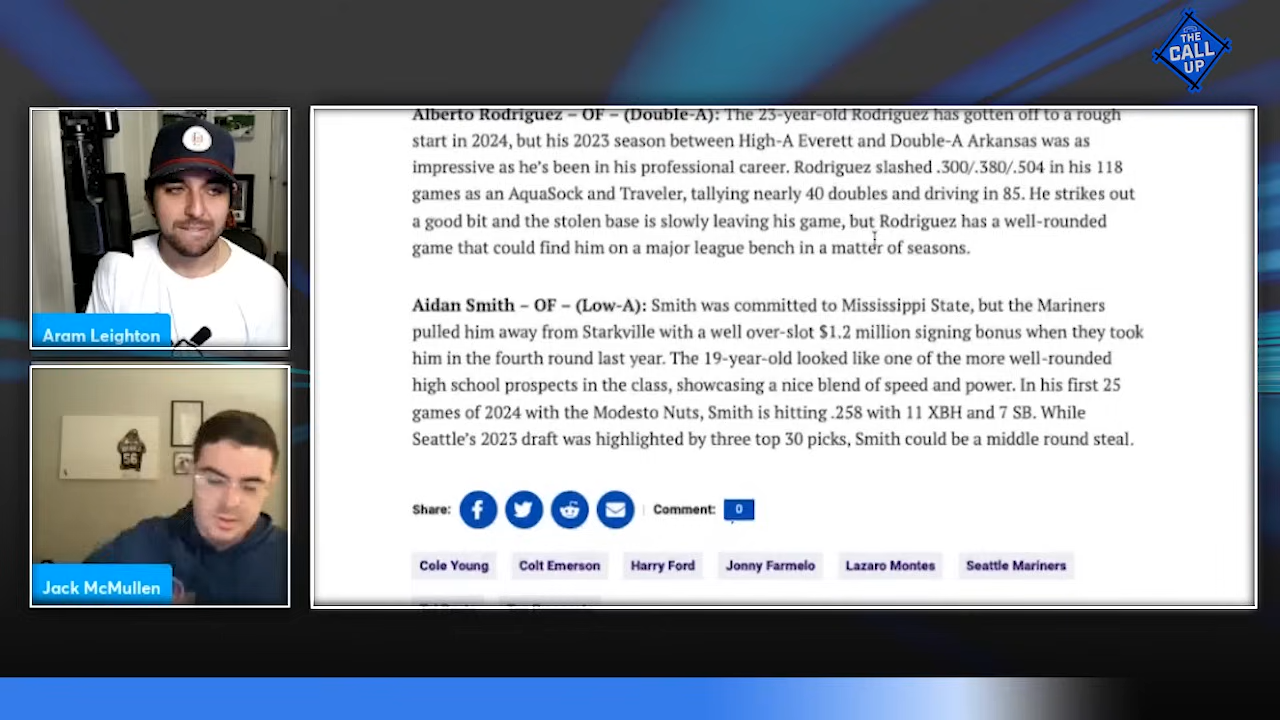 THE
CALL
UP
Aram Leighton
Jack McMullen
56
Alberto Rodriguez – OF – (Double-A): The 23-year-old Rodriguez has gotten off to a rough
start in 2024, but his 2023 season between High-A Everett and Double-A Arkansas was as
impressive as he's been in his professional career. Rodriguez slashed .300/.380/.504 in his 118
games as an AquaSock and Traveler, tallying nearly 40 doubles and driving in 85. He strikes out
a good bit and the stolen base is slowly leaving his game, but Rodriguez has a well-rounded
game that could find him on a major league bench in a matter of seasons.
Aidan Smith – OF – (Low-A): Smith was committed to Mississippi State, but the Mariners
pulled him away from Starkville with a well over-slot $1.2 million signing bonus when they took
him in the fourth round last year. The 19-year-old looked like one of the more well-rounded
high school prospects in the class, showcasing a nice blend of speed and power. In his first 25
games of 2024 with the Modesto Nuts, Smith is hitting .258 with 11 XBH and 7 SB. While
Seattle's 2023 draft was highlighted by three top 30 picks, Smith could be a middle round steal.
Share: Comment: 0
Cole Young Colt Emerson Harry Ford Jonny Farmelo Lazaro Montes Seattle Mariners